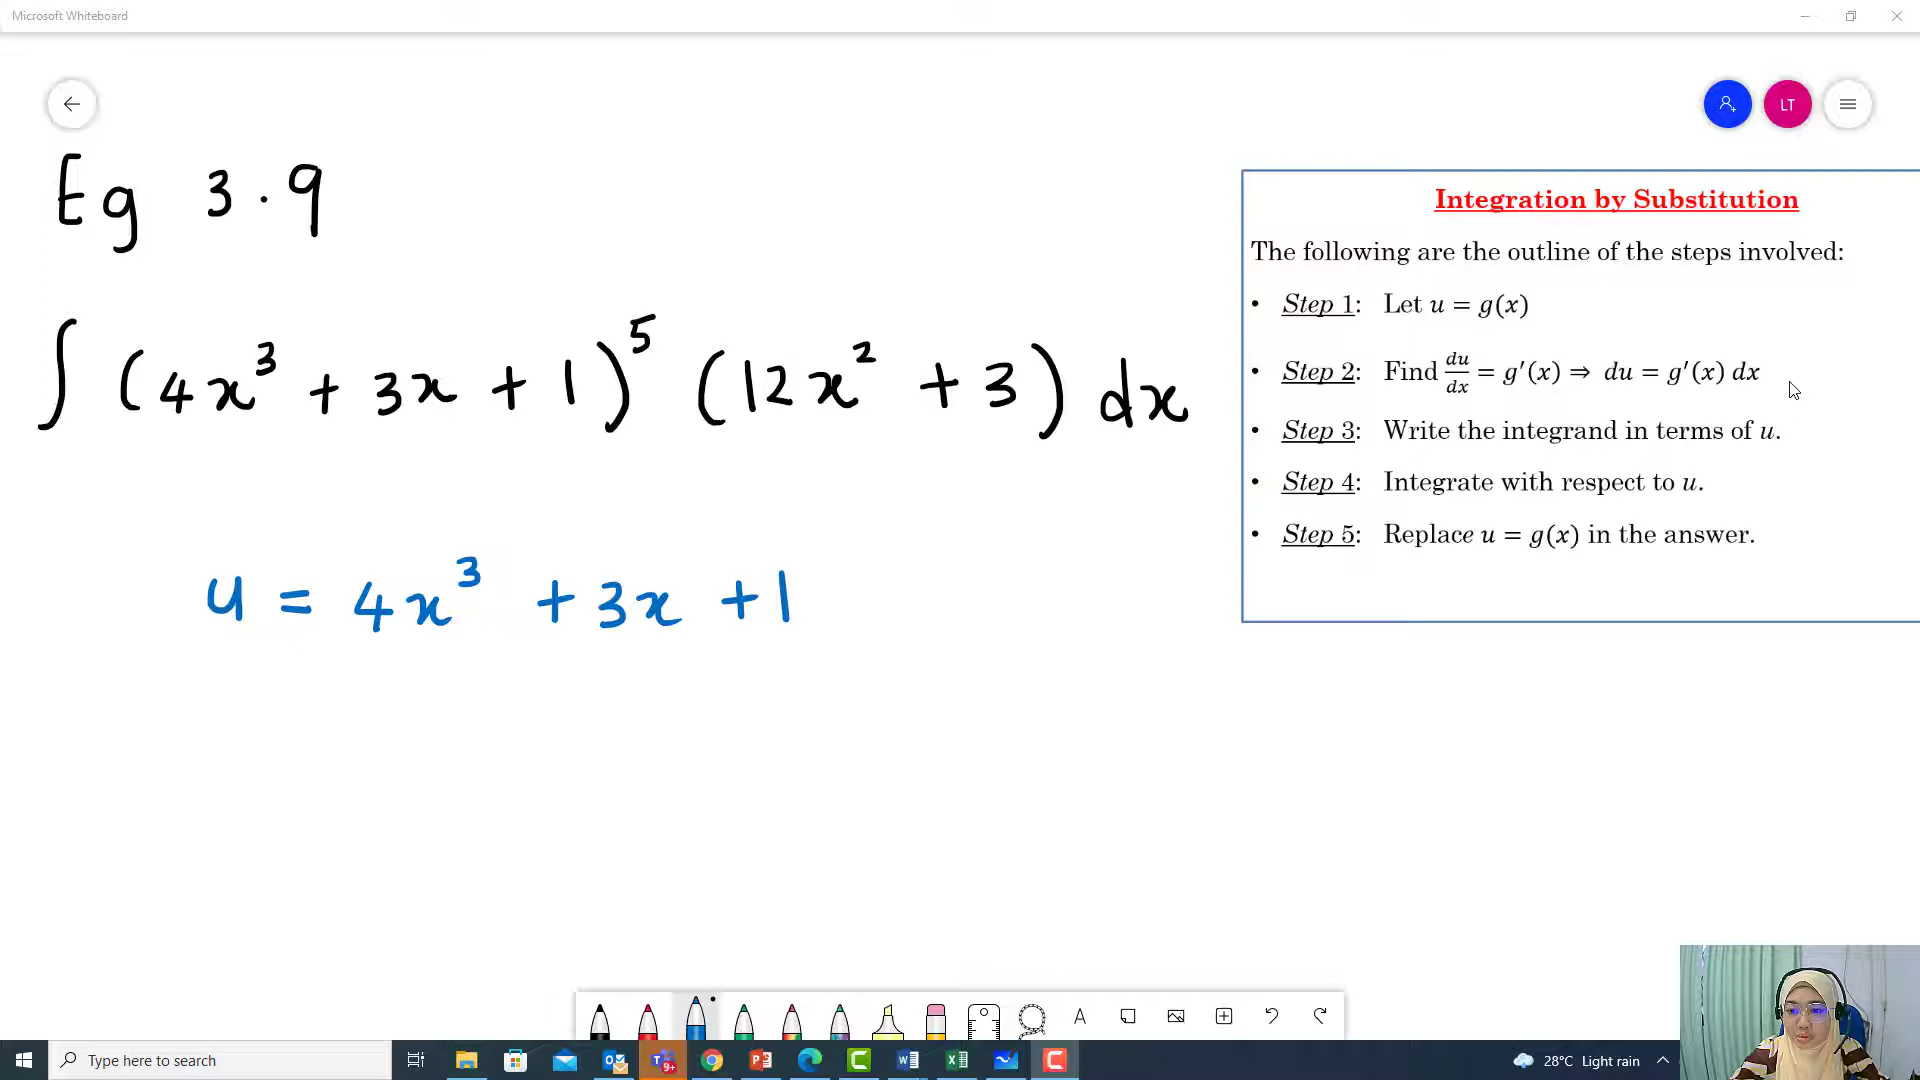 Microsoft Whiteboard
LT
Eg 3.9
∫ (4x³ + 3x + 1)⁵ (12x² + 3) dx
u = 4x³ + 3x + 1
Integration by Substitution
The following are the outline of the steps involved:
• Step 1: Let u = g(x)
• Step 2: Find du/dx = g′(x) ⇒ du = g′(x) dx
• Step 3: Write the integrand in terms of u.
• Step 4: Integrate with respect to u.
• Step 5: Replace u = g(x) in the answer.
A
Type here to search
9+
28°C Light rain